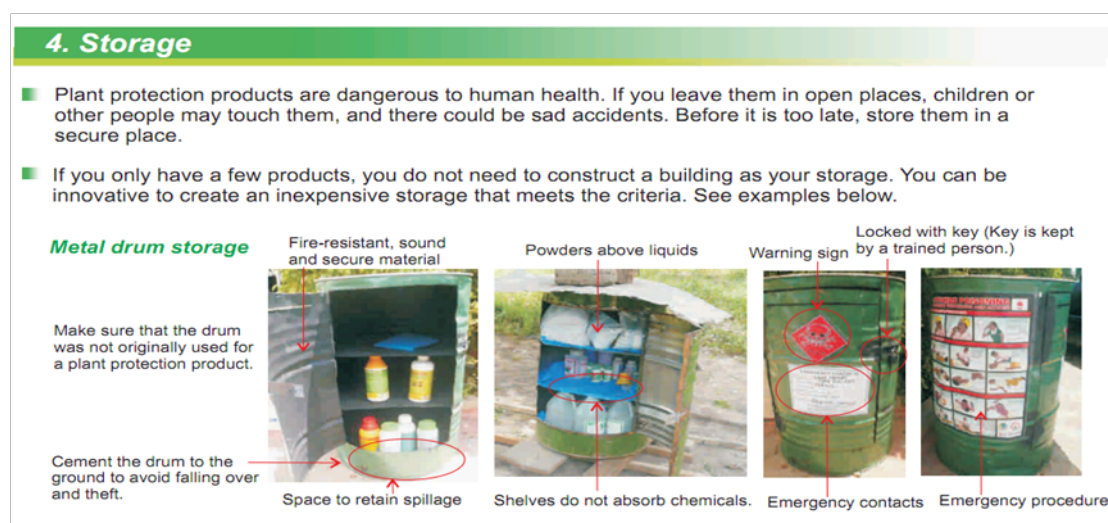 4. Storage
Plant protection products are dangerous to human health. If you leave them in open places, children or
other people may touch them, and there could be sad accidents. Before it is too late, store them in a
secure place.
If you only have a few products, you do not need to construct a building as your storage. You can be
innovative to create an inexpensive storage that meets the criteria. See examples below.
Metal drum storage
Fire-resistant, sound
and secure material
Powders above liquids
Warning sign
Locked with key (Key is kept
by a trained person.)
Make sure that the drum
was not originally used for
a plant protection product.
Cement the drum to the
ground to avoid falling over
and theft.
Space to retain spillage
Shelves do not absorb chemicals.
Emergency contacts
Emergency procedure